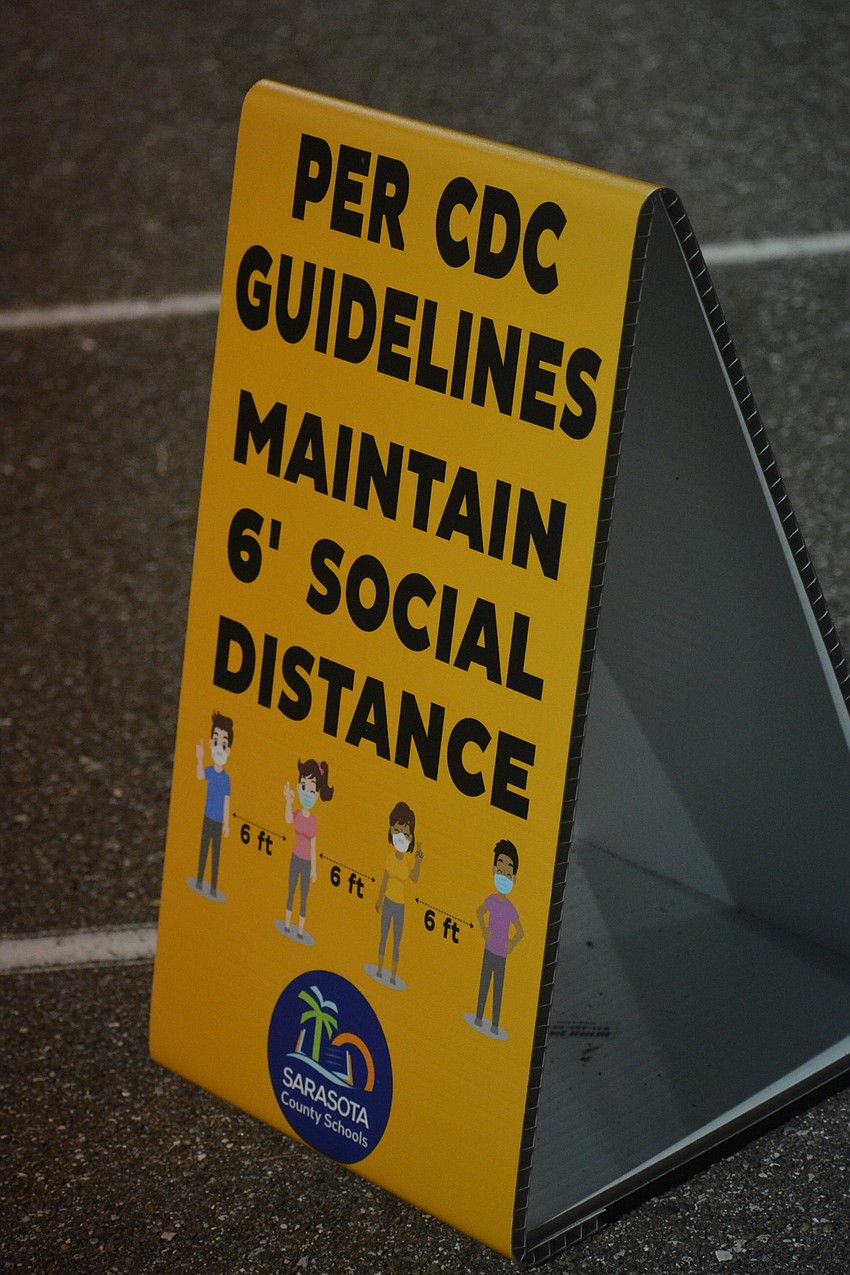 PER CDC
GUIDELINES
MAINTAIN
6' SOCIAL
DISTANCE
6 ft
6 ft
6 ft
SARASOTA
County Schools